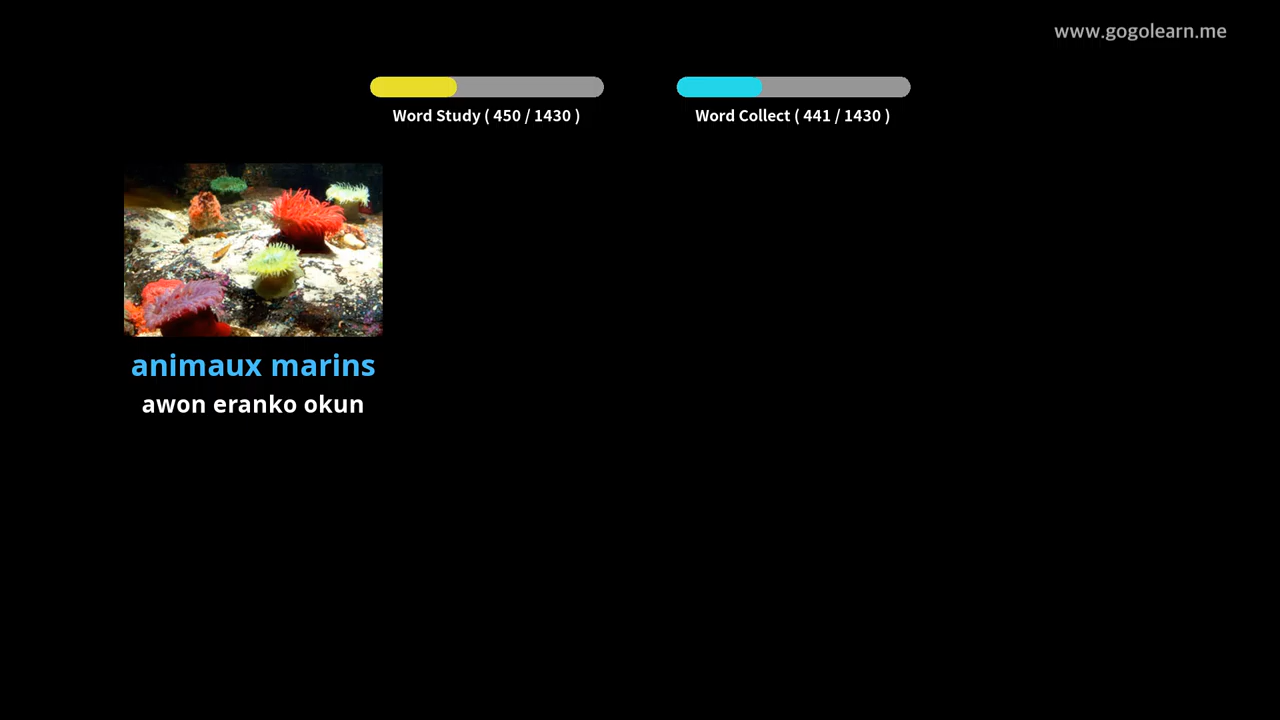 www.gogolearn.me
Word Study ( 450 / 1430 )
Word Collect ( 441 / 1430 )
animaux marins
awon eranko okun